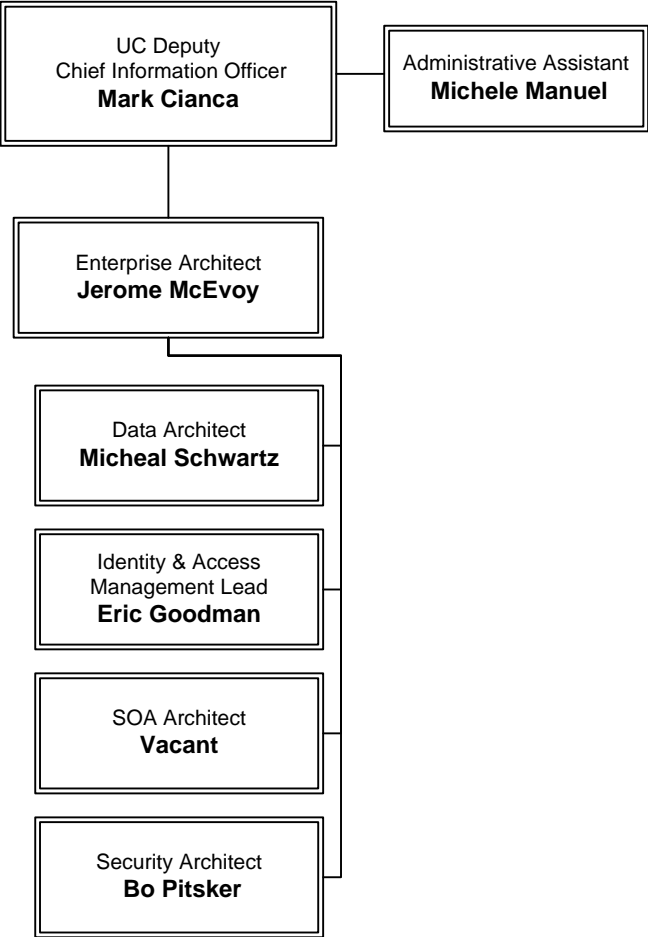 UC Deputy
Chief Information Officer
Mark Cianca
Administrative Assistant
Michele Manuel
Enterprise Architect
Jerome McEvoy
Data Architect
Micheal Schwartz
Identity & Access
Management Lead
Eric Goodman
SOA Architect
Vacant
Security Architect
Bo Pitsker